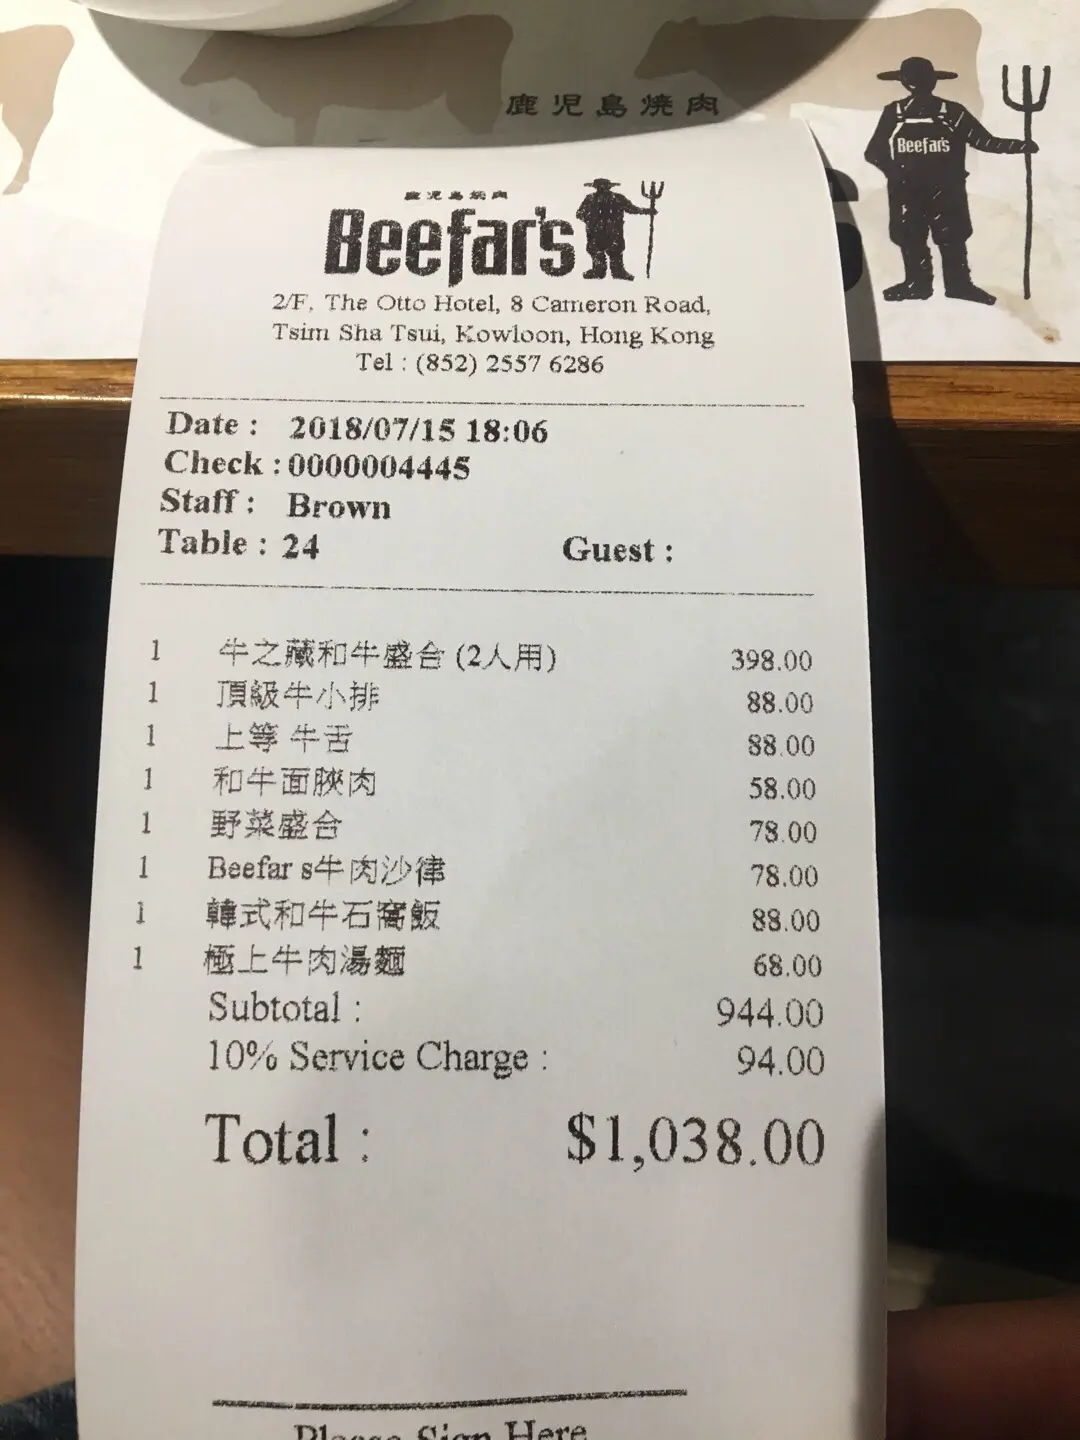 鹿児島焼肉
Beefar's
鹿児島焼肉
Beefar's
2/F, The Otto Hotel, 8 Cameron Road,
Tsim Sha Tsui, Kowloon, Hong Kong
Tel : (852) 2557 6286
Date : 2018/07/15 18:06
Check : 0000004445
Staff : Brown
Table : 24 Guest :
1 牛之藏和牛盛合 (2人用) 398.00
1 頂級牛小排 88.00
1 上等 牛舌 88.00
1 和牛面脥肉 58.00
1 野菜盛合 78.00
1 Beefar s牛肉沙律 78.00
1 韓式和牛石窩飯 88.00
1 極上牛肉湯麵 68.00
Subtotal : 944.00
10% Service Charge : 94.00
Total : $1,038.00
Please Sign Here